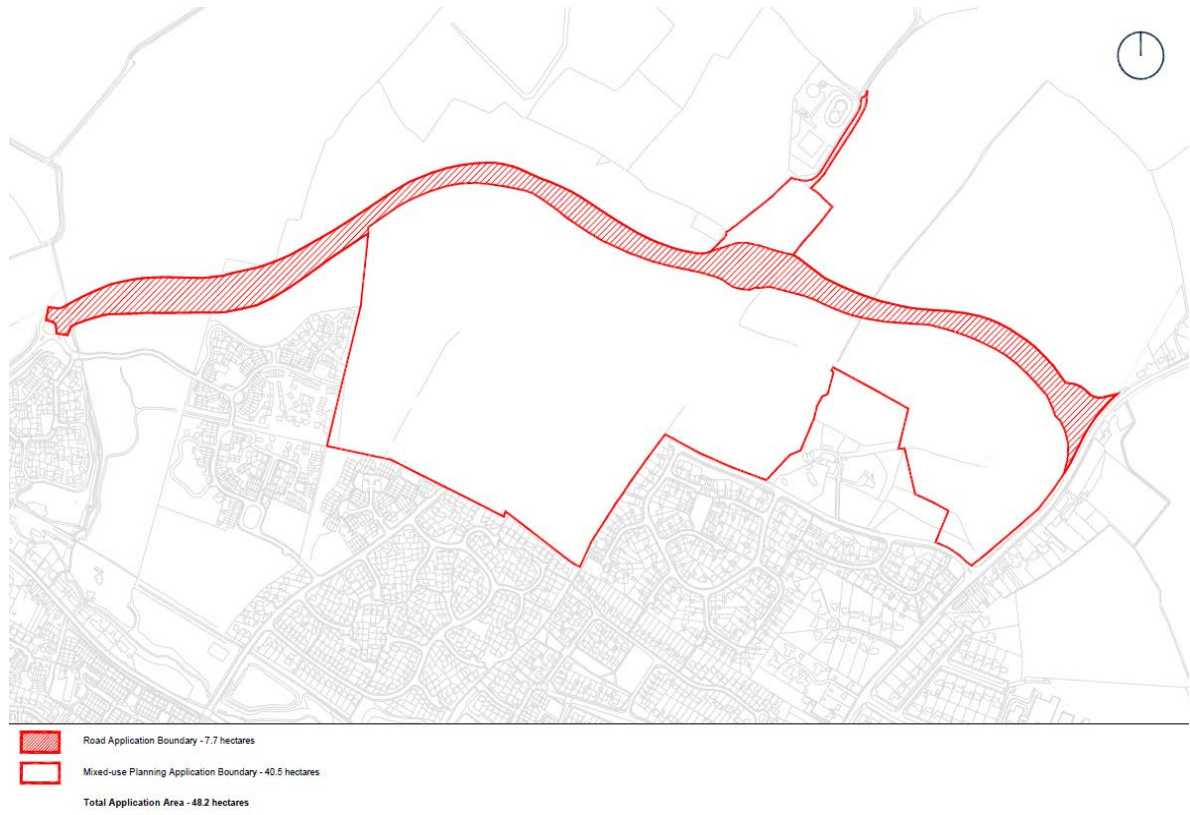 Road Application Boundary - 7.7 hectares
Mixed-use Planning Application Boundary - 40.5 hectares
Total Application Area - 48.2 hectares